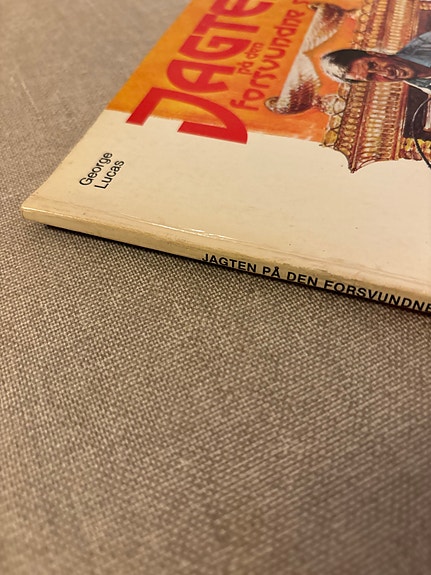 JAGTE
på den
forsvundne
George
Lucas
JAGTEN PÅ DEN FORSVUNDNE